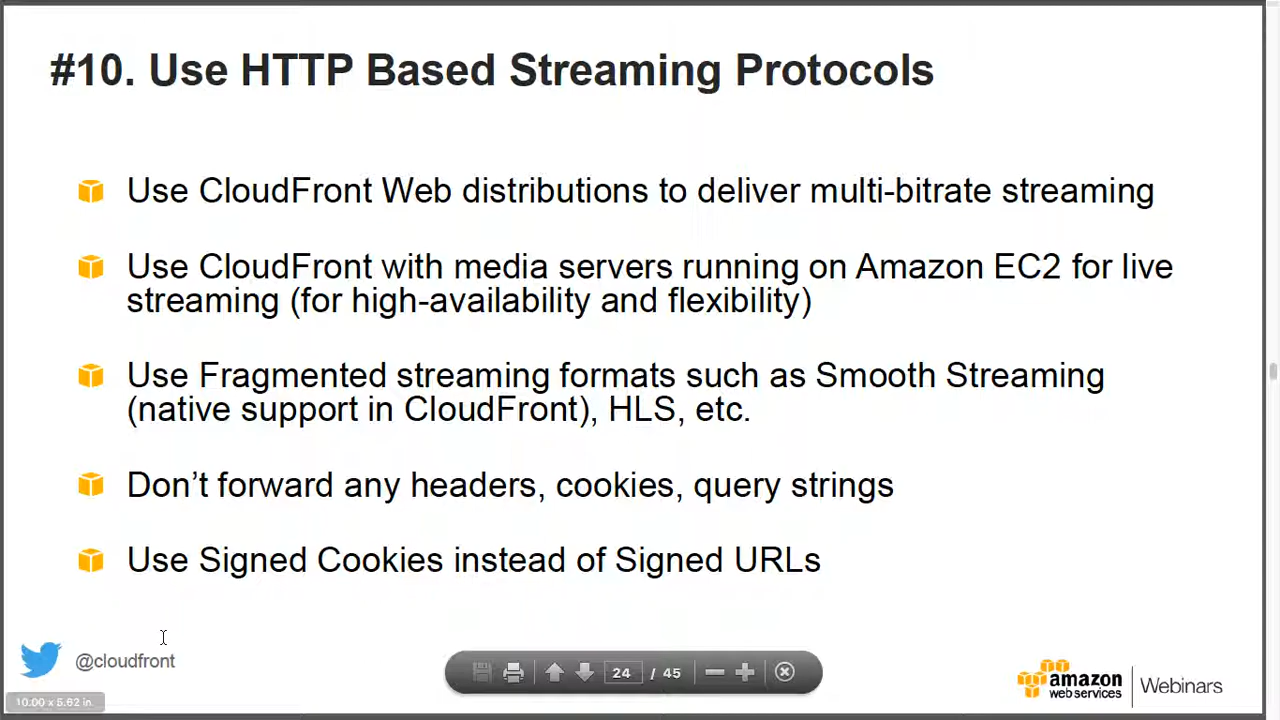 #10. Use HTTP Based Streaming Protocols
Use CloudFront Web distributions to deliver multi-bitrate streaming
Use CloudFront with media servers running on Amazon EC2 for live
streaming (for high-availability and flexibility)
Use Fragmented streaming formats such as Smooth Streaming
(native support in CloudFront), HLS, etc.
Don’t forward any headers, cookies, query strings
Use Signed Cookies instead of Signed URLs
@cloudfront
24 / 45
amazon
web services
Webinars
10.00 x 5.62 in